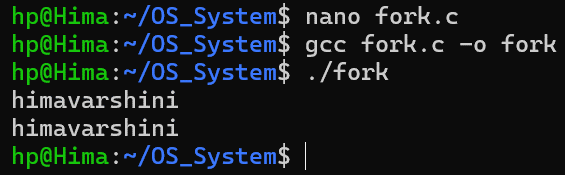 hp@Hima:~/OS_System$ nano fork.c
hp@Hima:~/OS_System$ gcc fork.c -o fork
hp@Hima:~/OS_System$ ./fork
himavarshini
himavarshini
hp@Hima:~/OS_System$